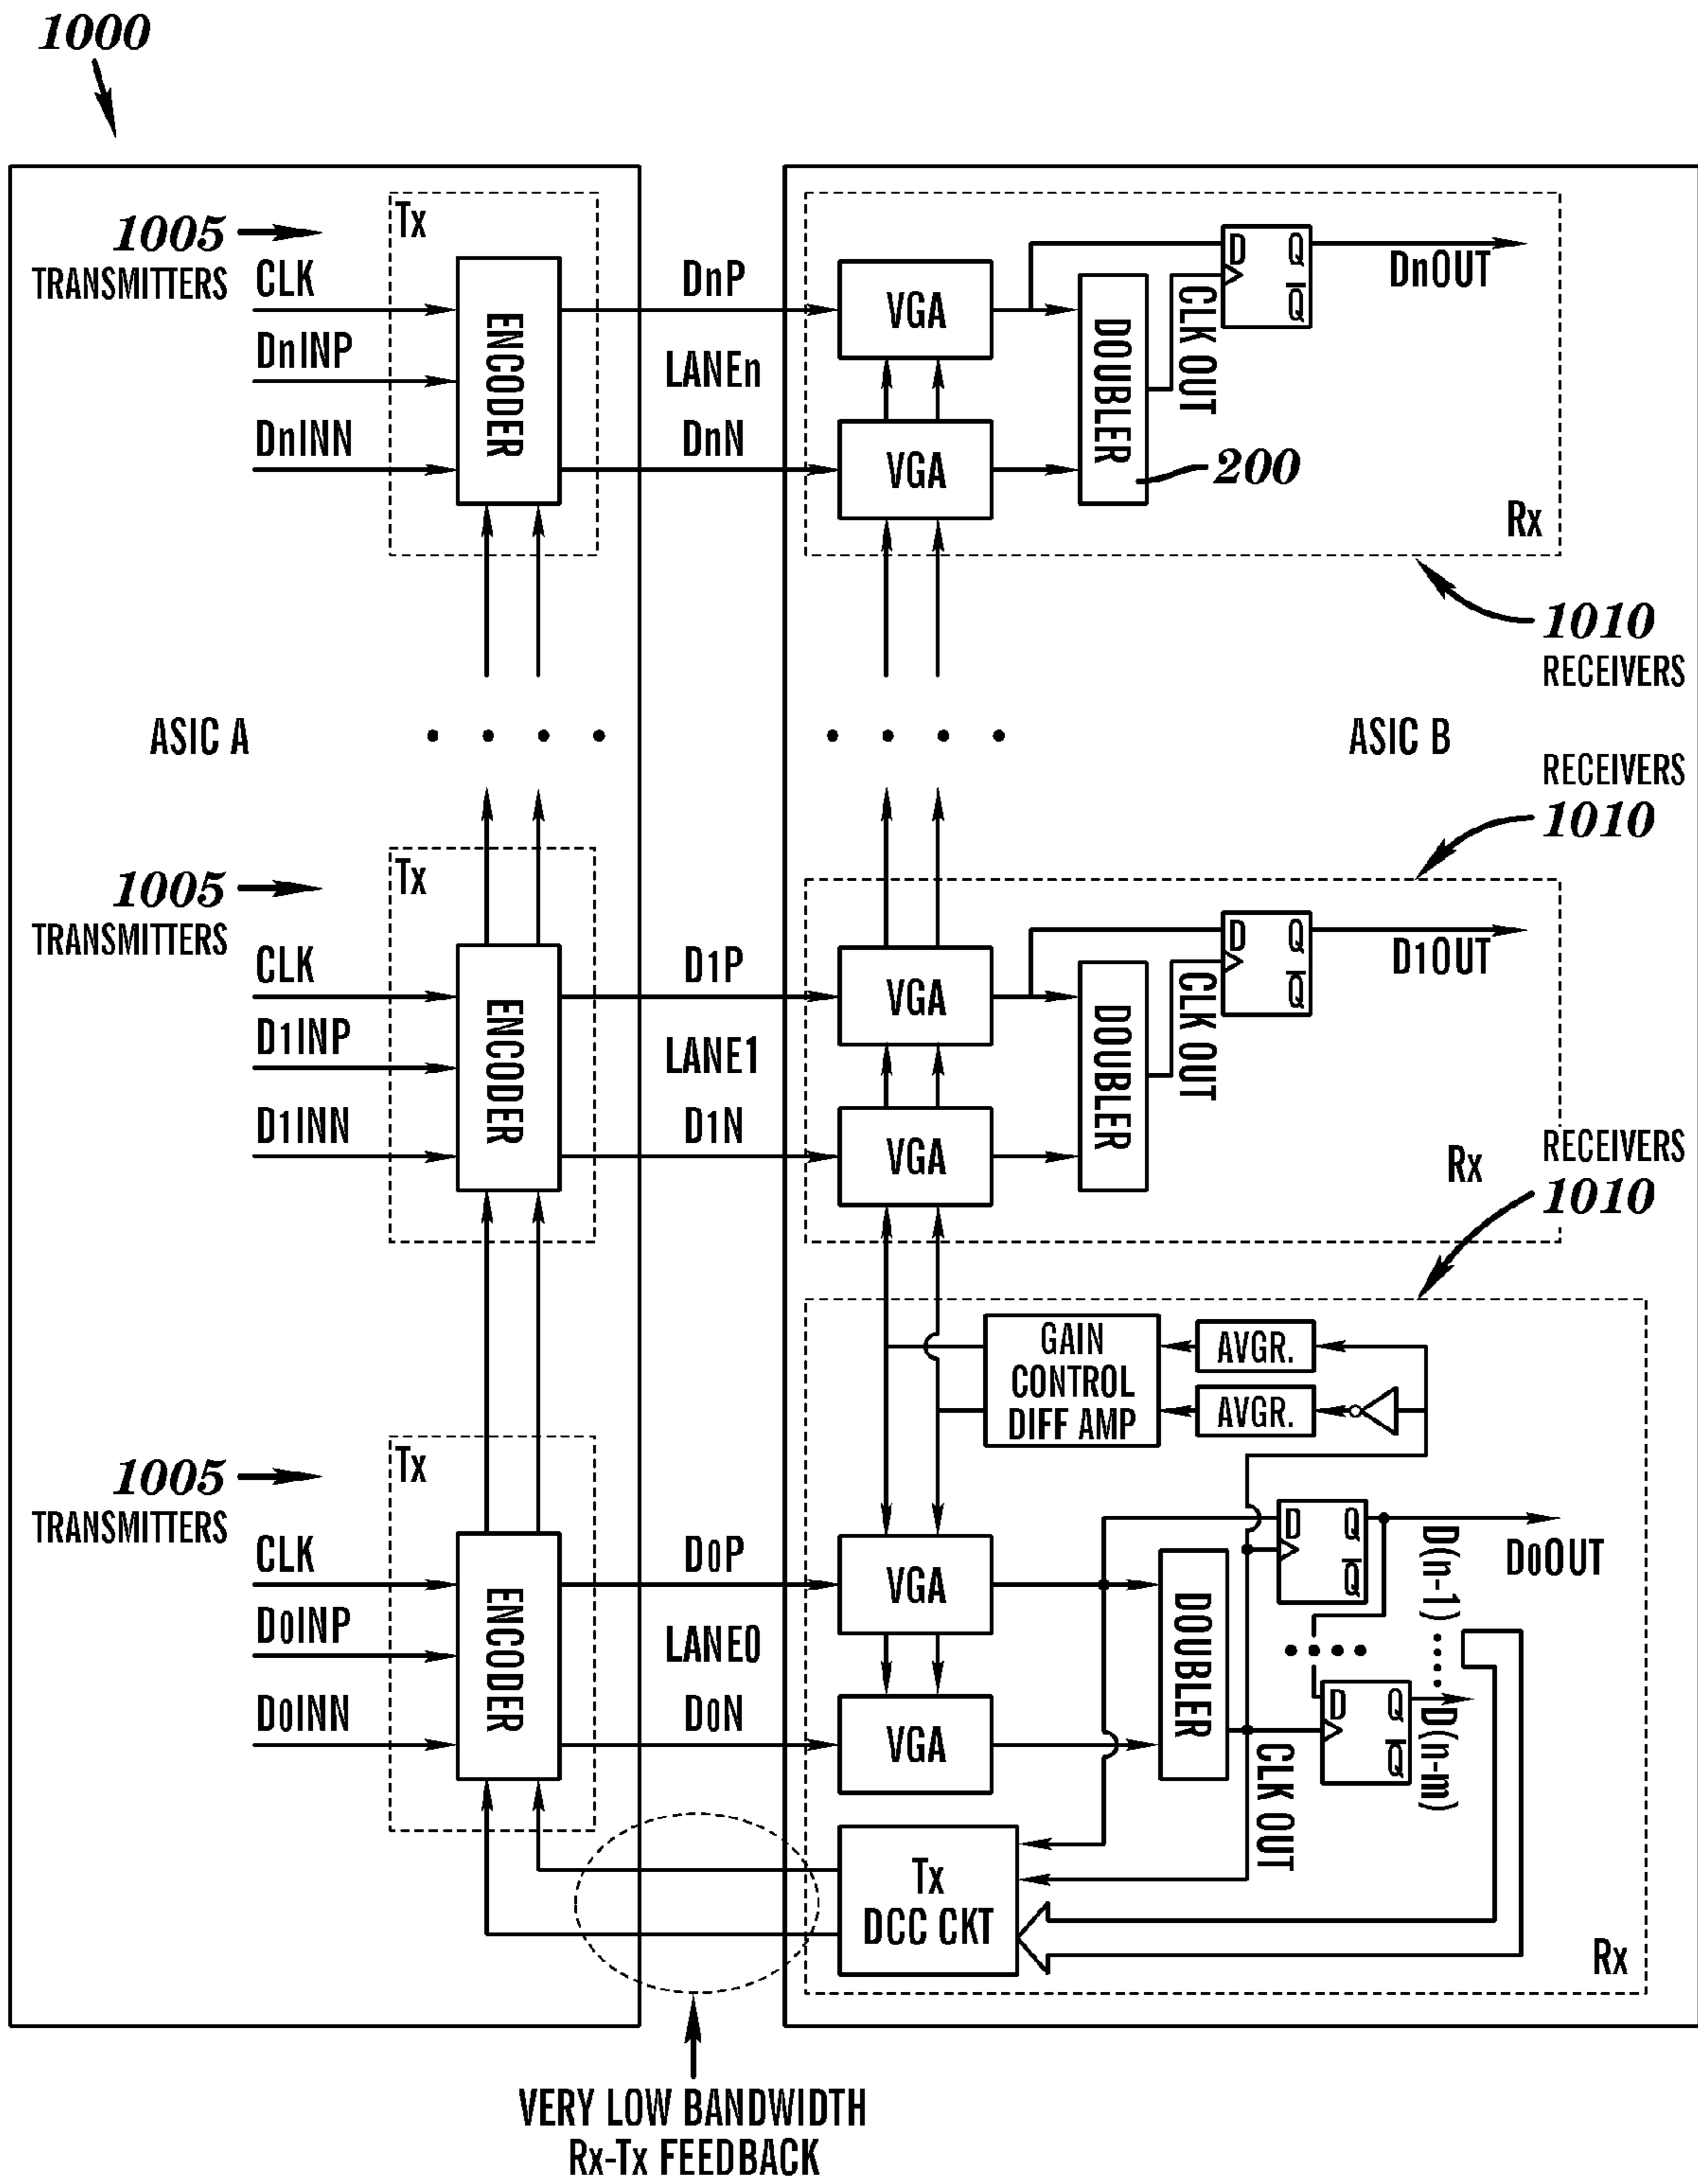 1000
1005
TRANSMITTERS
Tx
CLK
DnINP
DnINN
ENCODER
DnP
LANEn
DnN
VGA
VGA
DOUBLER
200
CLK OUT
D Q
Q
DnOUT
Rx
1010
RECEIVERS
ASIC A
ASIC B
RECEIVERS
1010
1005
TRANSMITTERS
Tx
CLK
D1INP
D1INN
ENCODER
D1P
LANE1
D1N
VGA
VGA
DOUBLER
CLK OUT
D Q
Q
D1OUT
Rx
RECEIVERS
1010
GAIN
CONTROL
DIFF AMP
AVGR.
AVGR.
1005
TRANSMITTERS
Tx
CLK
D0INP
D0INN
ENCODER
D0P
LANE0
D0N
VGA
VGA
DOUBLER
CLK OUT
D Q
Q
D0OUT
D(n-1)
D(n-m)
D Q
Q
Tx
DCC CKT
Rx
VERY LOW BANDWIDTH
Rx-Tx FEEDBACK